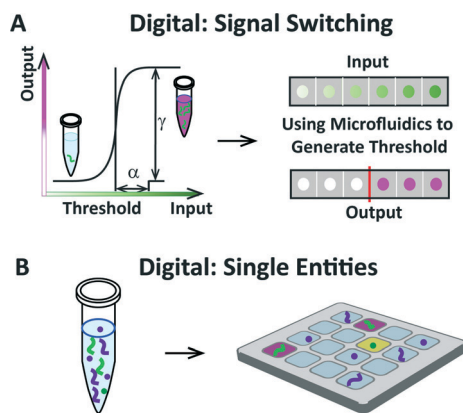 A
Digital: Signal Switching
Output
γ
α
Threshold
Input
Input
Using Microfluidics to
Generate Threshold
Output
B
Digital: Single Entities